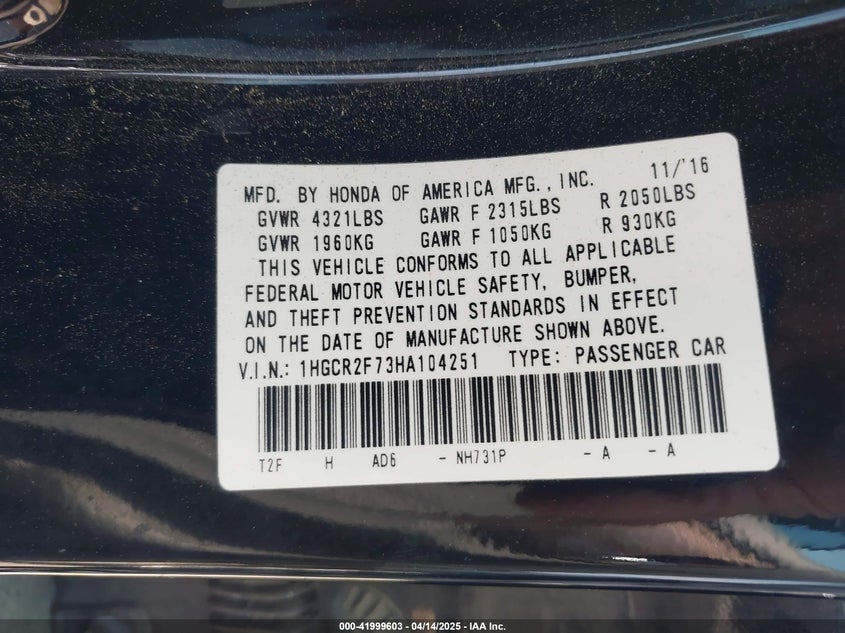 MFD. BY HONDA OF AMERICA MFG., INC. 11/'16
GVWR 4321LBS GAWR F 2315LBS R 2050LBS
GVWR 1960KG GAWR F 1050KG R 930KG
THIS VEHICLE CONFORMS TO ALL APPLICABLE
FEDERAL MOTOR VEHICLE SAFETY, BUMPER,
AND THEFT PREVENTION STANDARDS IN EFFECT
ON THE DATE OF MANUFACTURE SHOWN ABOVE.
V.I.N.: 1HGCR2F73HA104251 TYPE: PASSENGER CAR
T2F H AD6 - NH731P - A - A
000-41999603 | 04/14/2025 - IAA Inc.